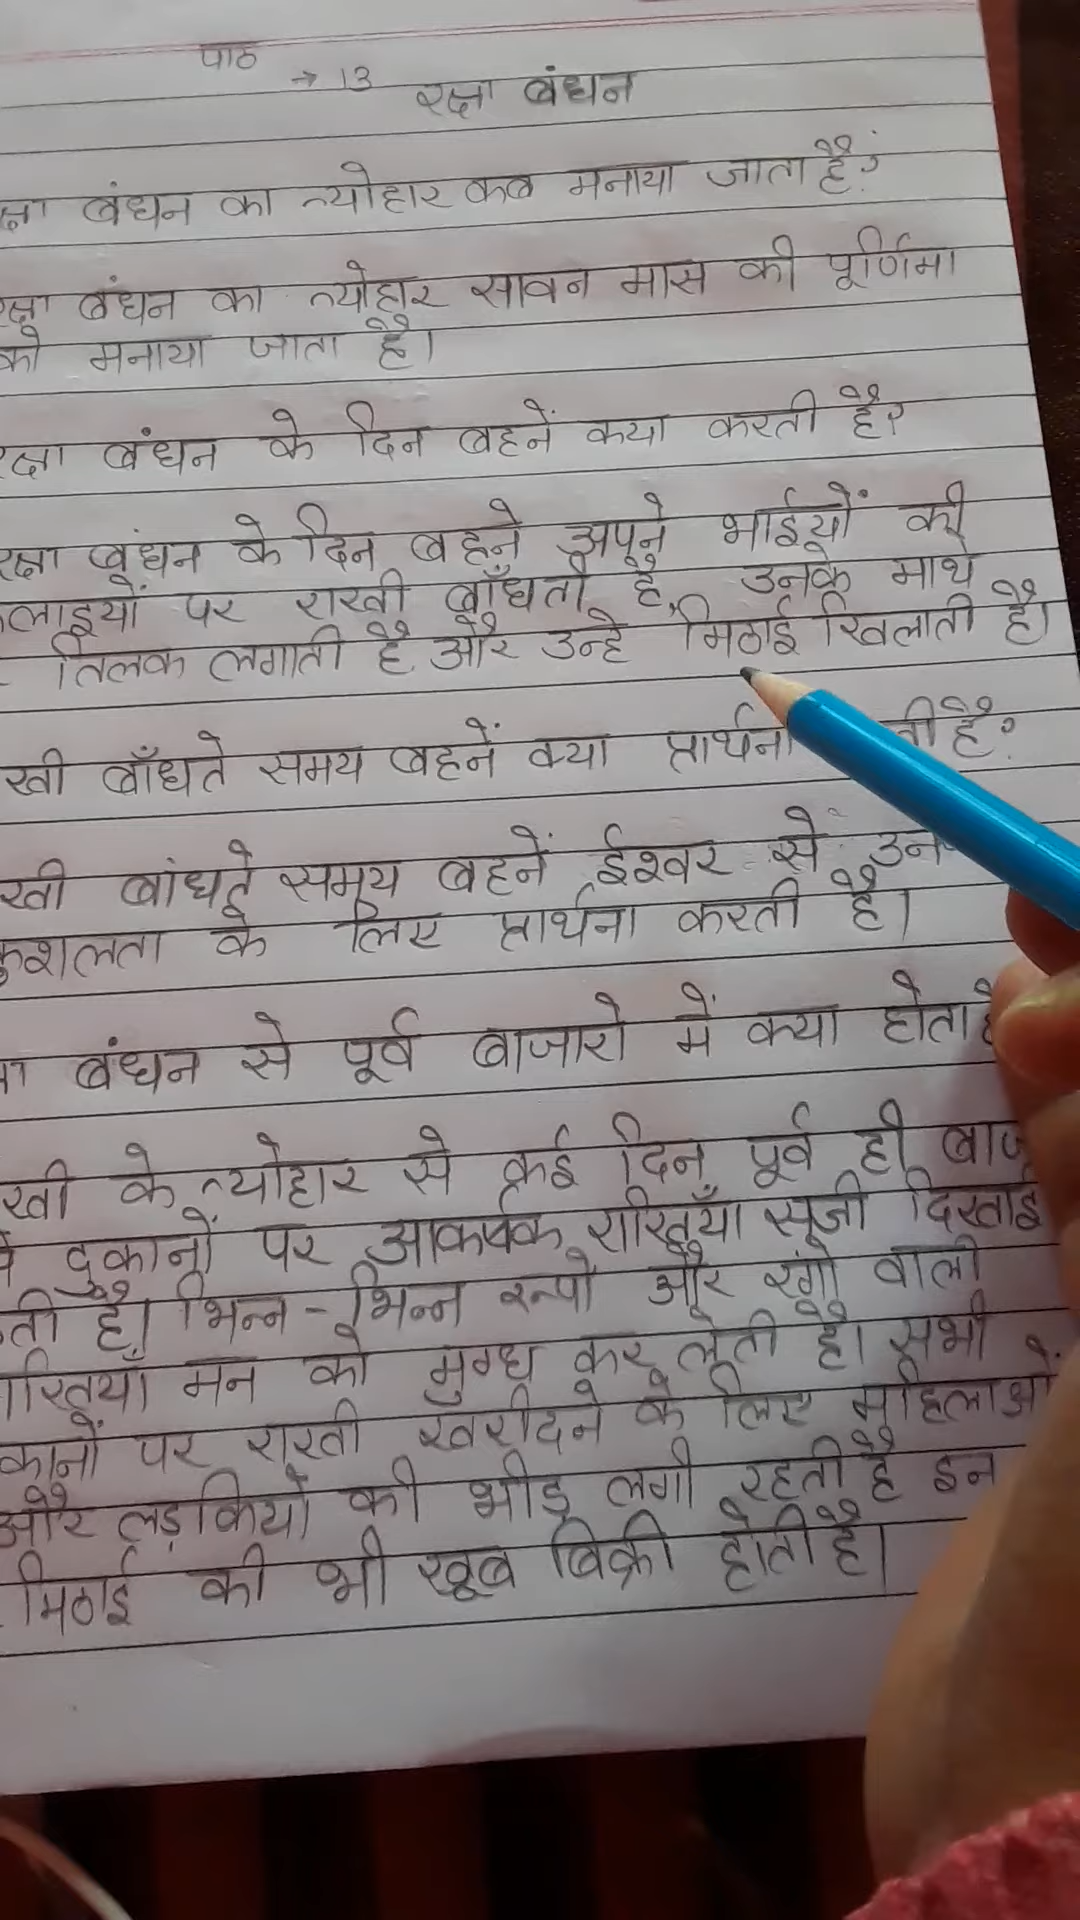 पाठ → 13
रक्षा बंधन
बंधन का त्योहार कब मनाया जाता है?
बंधन का त्योहार सावन मास की पूर्णिमा
को मनाया जाता है।
रक्षा बंधन के दिन बहनें क्या करती है?
रक्षा बंधन के दिन बहने अपने भाईयों की
लाइयों पर राखी बाँधती है, उनके माथे
तिलक लगाती है और उन्हे मिठाई खिलाती है।
खी बाँधते समय बहनें क्या प्रार्थना ती है?
खी बांधते समय बहनें ईश्वर से उन
कुशलता के लिए प्रार्थना करती है।
बंधन से पूर्व बाजारो में क्या होता है
खी के त्योहार से कई दिन पूर्व ही बाज
दुकानों पर आकर्षक राखियाँ सजी दिखाई
ती है। भिन्न - भिन्न रूपो और रंगो वाली
राखियाँ मन को मुग्ध कर लेती है। सभी
कानों पर राखी खरीदने के लिए महिलाओं
और लड़कियों की भीड़ लगी रहती है इन
मिठाई की भी खूब बिक्री होती है।